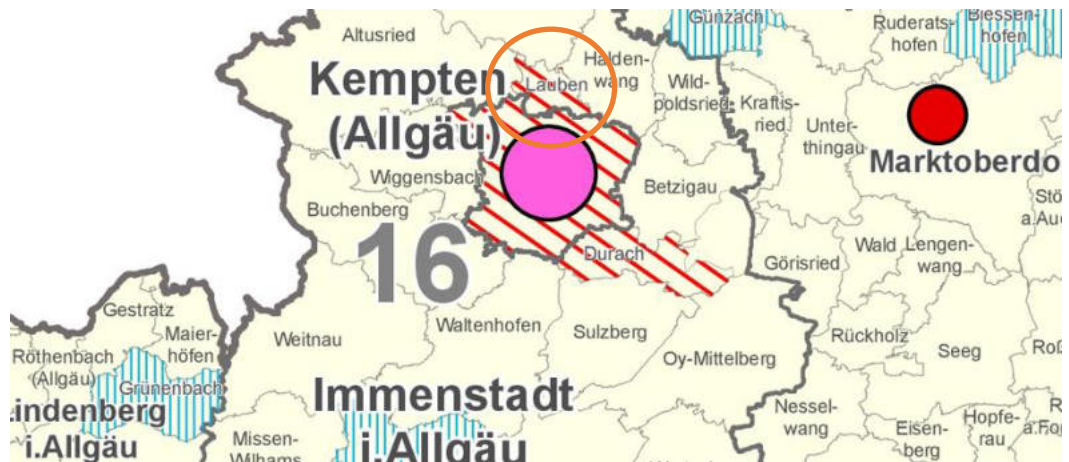 Altusried
Günzach
Ruderats-
hofen
Biessen-
hofen
Kempten
(Allgäu)
Lauben
Halden-
wang
Wild-
poldsried
Kraftis-
ried
Unter-
thingau
Marktoberdo
Wiggensbach
Buchenberg
Betzigau
Stö
a.Au
16
Durach
Görisried
Wald
Lengen-
wang
Gestratz
Maier-
höfen
Röthenbach
(Allgäu)
Grünenbach
Weitnau
Waltenhofen
Sulzberg
Oy-Mittelberg
Rückholz
Seeg
Roß
indenberg
i.Allgäu
Immenstadt
i.Allgäu
Missen-
Wilhams
Nessel-
wang
Eisen-
berg
Hopfe-
rau